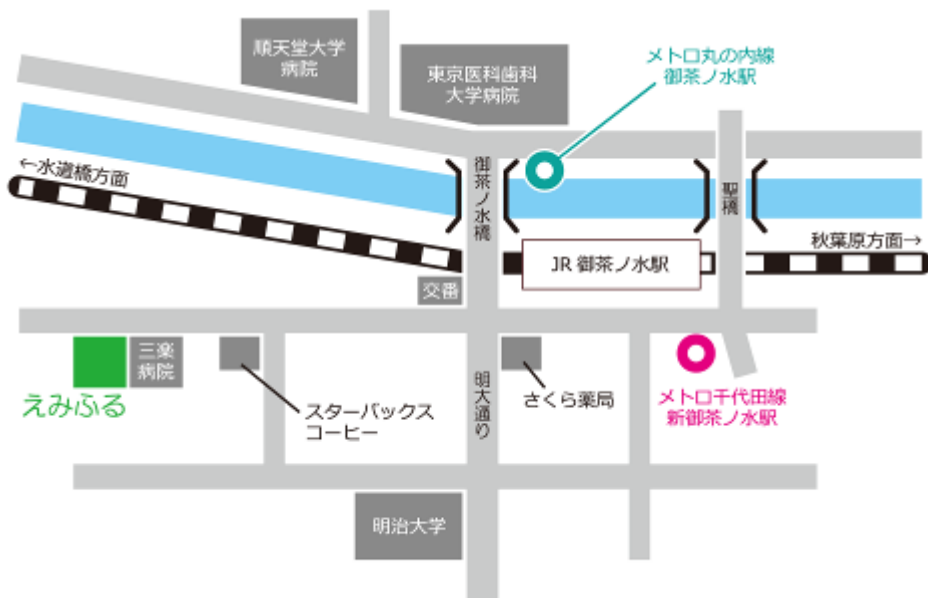 順天堂大学
病院
東京医科歯科
大学病院
メトロ丸の内線
御茶ノ水駅
←水道橋方面
御茶ノ水橋
聖橋
秋葉原方面→
JR 御茶ノ水駅
交番
三楽
病院
えみふる
スターバックス
コーヒー
明大通り
さくら薬局
メトロ千代田線
新御茶ノ水駅
明治大学